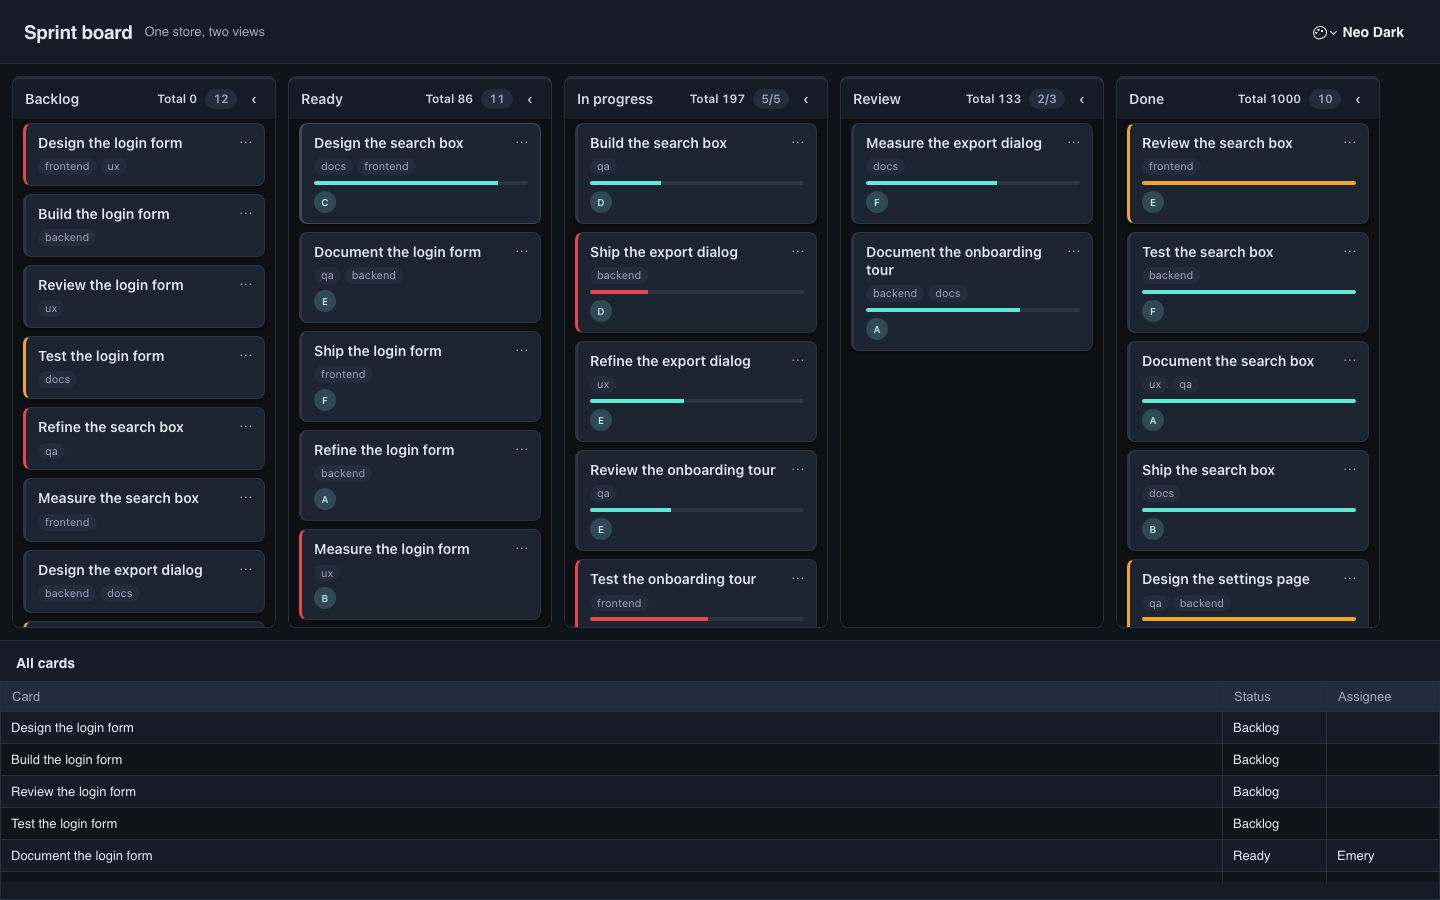 Sprint board One store, two views
Neo Dark
Backlog Total 0 12 ‹
Design the login form ···
frontend ux
Build the login form ···
backend
Review the login form ···
ux
Test the login form ···
docs
Refine the search box ···
qa
Measure the search box ···
frontend
Design the export dialog ···
backend docs
Ready Total 86 11 ‹
Design the search box ···
docs frontend
C
Document the login form ···
qa backend
E
Ship the login form ···
frontend
F
Refine the login form ···
backend
A
Measure the login form ···
ux
B
In progress Total 197 5/5 ‹
Build the search box ···
qa
D
Ship the export dialog ···
backend
D
Refine the export dialog ···
ux
E
Review the onboarding tour ···
qa
E
Test the onboarding tour ···
frontend
Review Total 133 2/3 ‹
Measure the export dialog ···
docs
F
Document the onboarding ···
tour
backend docs
A
Done Total 1000 10 ‹
Review the search box ···
frontend
E
Test the search box ···
backend
F
Document the search box ···
ux qa
A
Ship the search box ···
docs
B
Design the settings page ···
qa backend
All cards
Card Status Assignee
Design the login form Backlog
Build the login form Backlog
Review the login form Backlog
Test the login form Backlog
Document the login form Ready Emery